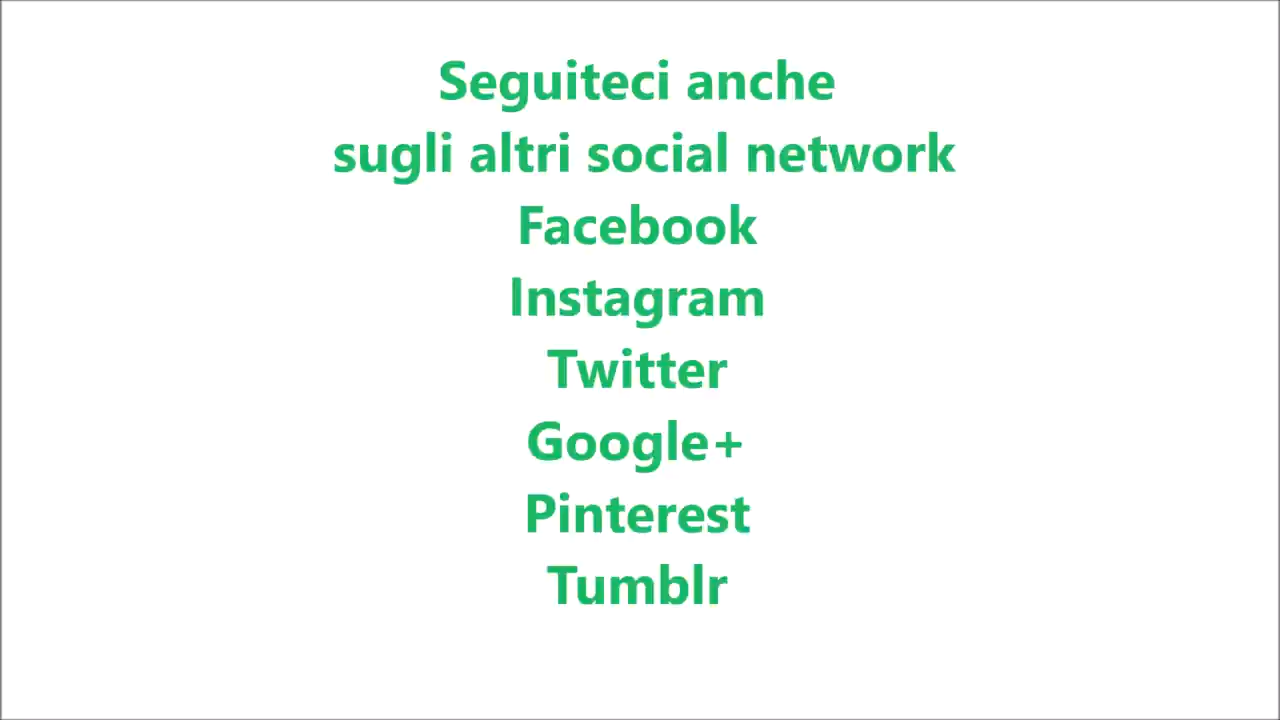 Seguiteci anche
sugli altri social network
Facebook
Instagram
Twitter
Google+
Pinterest
Tumblr